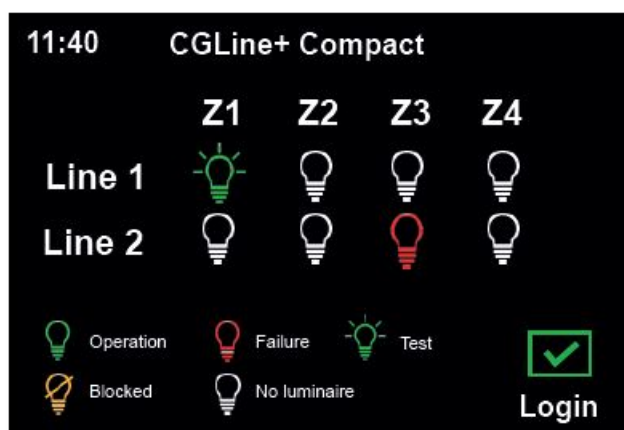 11:40 CGLine+ Compact
Z1 Z2 Z3 Z4
Line 1
Line 2
Operation Failure Test
Blocked No luminaire
Login